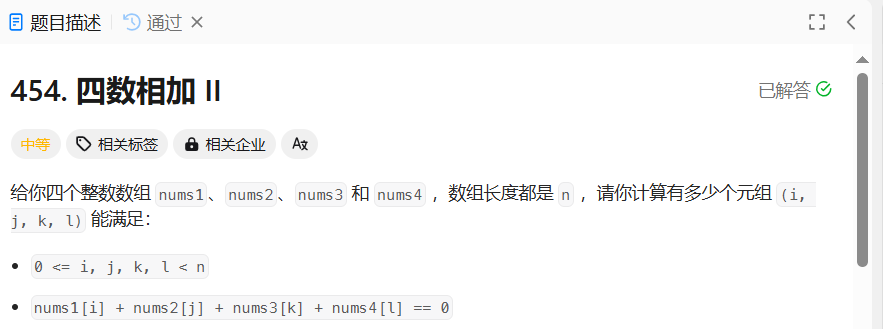 题目描述 通过
454. 四数相加 II 已解答
中等 相关标签 相关企业 Aあ
给你四个整数数组 nums1、nums2、nums3 和 nums4 ，数组长度都是 n ，请你计算有多少个元组 (i,
j, k, l) 能满足：
0 <= i, j, k, l < n
nums1[i] + nums2[j] + nums3[k] + nums4[l] == 0